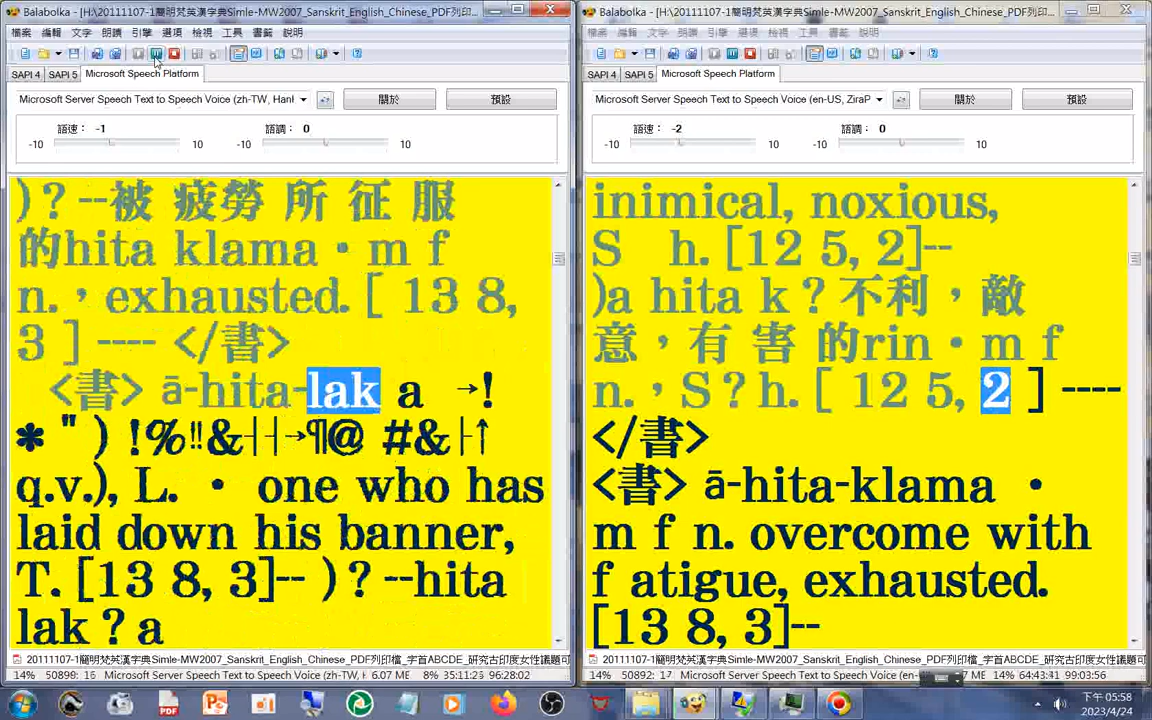 Balabolka - [H:\20111107-1簡明梵英漢字典Simle-MW2007_Sanskrit_English_Chinese_PDF列印...
檔案 編輯 文字 朗讀 引擎 選項 檢視 工具 書籤 說明
SAPI 4 SAPI 5 Microsoft Speech Platform
Microsoft Server Speech Text to Speech Voice (zh-TW, Han 關於 預設
語速： -1 語調： 0
-10 10 -10 10
)？--被 疲勞 所 征 服
的hita klama·m f
n.，exhausted. [ 13 8,
3 ] ---- </書>
<書> ā-hita-lak a →!
*")!%‼&┤┤→¶@ #&├↑
q.v.), L. · one who has
laid down his banner,
T. [13 8, 3]-- )? --hita
lak？a
20111107-1簡明梵英漢字典Simle-MW2007_Sanskrit_English_Chinese_PDF列印檔_字首ABCDE_研究古印度女性議題可
14% 50898: 16 Microsoft Server Speech Text to Speech Voice (zh-TW, H 6.07 ME 8% 35:11:23 96:28:02
Balabolka - [H:\20111107-1簡明梵英漢字典Simle-MW2007_Sanskrit_English_Chinese_PDF列印...
檔案 編輯 文字 朗讀 引擎 選項 檢視 工具 書籤 說明
SAPI 4 SAPI 5 Microsoft Speech Platform
Microsoft Server Speech Text to Speech Voice (en-US, ZiraP 關於 預設
語速： -2 語調： 0
-10 10 -10 10
inimical, noxious,
S h. [12 5, 2]--
)a hita k？不利，敵
意，有 害 的rin·m f
n.，S？h. [ 12 5, 2 ] ----
</書>
<書> ā-hita-klama ·
m f n. overcome with
f atigue, exhausted.
[13 8, 3]--
20111107-1簡明梵英漢字典Simle-MW2007_Sanskrit_English_Chinese_PDF列印檔_字首ABCDE_研究古印度女性議題可
14% 50892: 17 Microsoft Server Speech Text to Speech Voice 14% 64:43:41 99:03:56
下午 05:58
2023/4/24